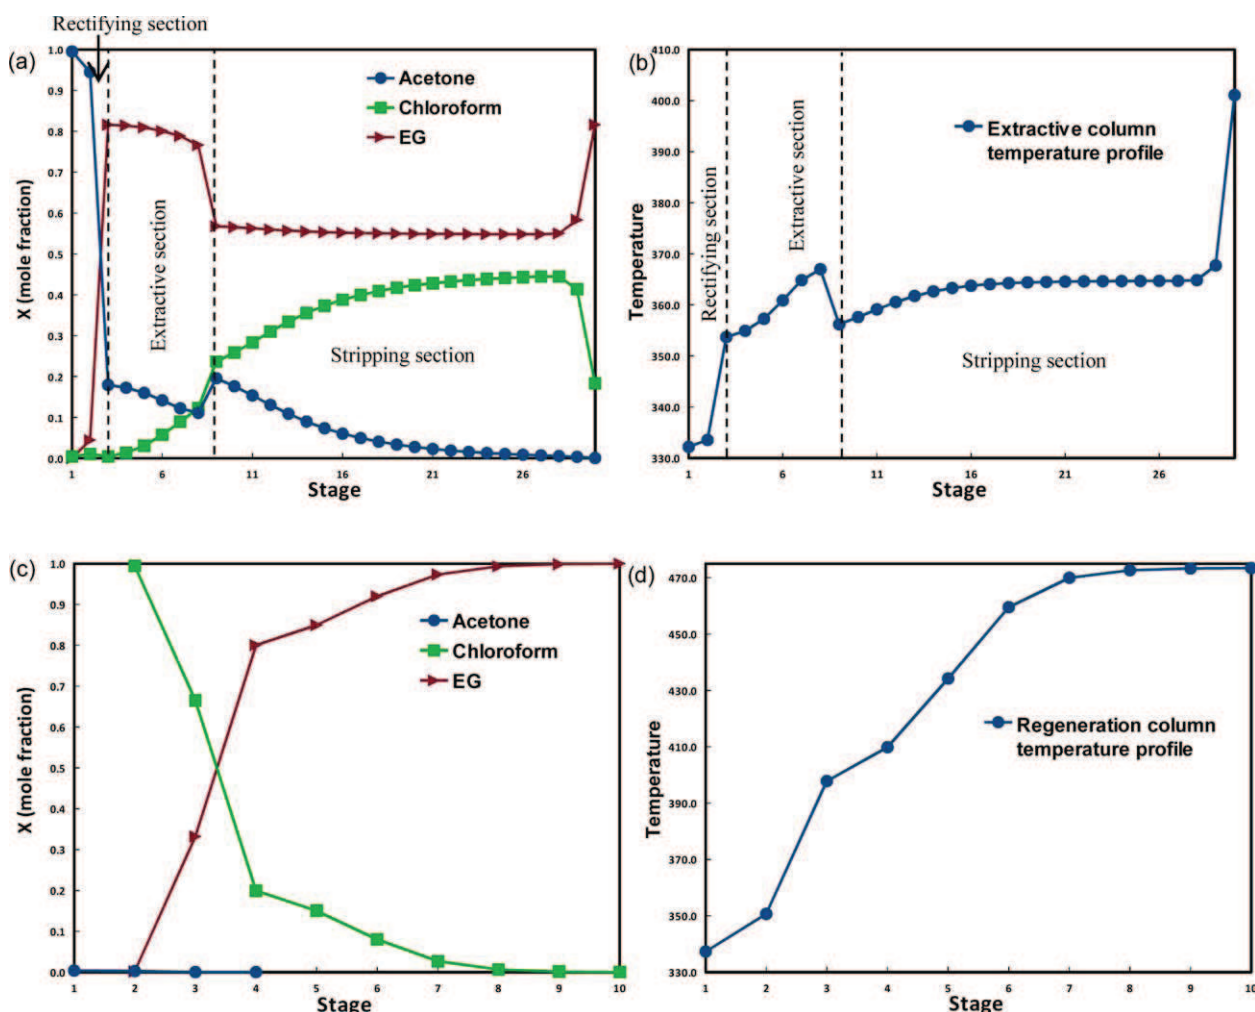 Rectifying section
(a)
1.0
0.9
0.8
0.7
0.6
0.5
0.4
0.3
0.2
0.1
0.0
X (mole fraction)
Acetone
Chloroform
EG
Extractive section
Stripping section
1 6 11 16 21 26
Stage
(b)
410.0
400.0
390.0
380.0
370.0
360.0
350.0
340.0
330.0
Temperature
Rectifying section
Extractive section
Extractive column
temperature profile
Stripping section
1 6 11 16 21 26
Stage
(c)
1.0
0.9
0.8
0.7
0.6
0.5
0.4
0.3
0.2
0.1
0.0
X (mole fraction)
Acetone
Chloroform
EG
1 2 3 4 5 6 7 8 9 10
Stage
(d)
470.0
450.0
430.0
410.0
390.0
370.0
350.0
330.0
Temperature
Regeneration column
temperature profile
1 2 3 4 5 6 7 8 9 10
Stage